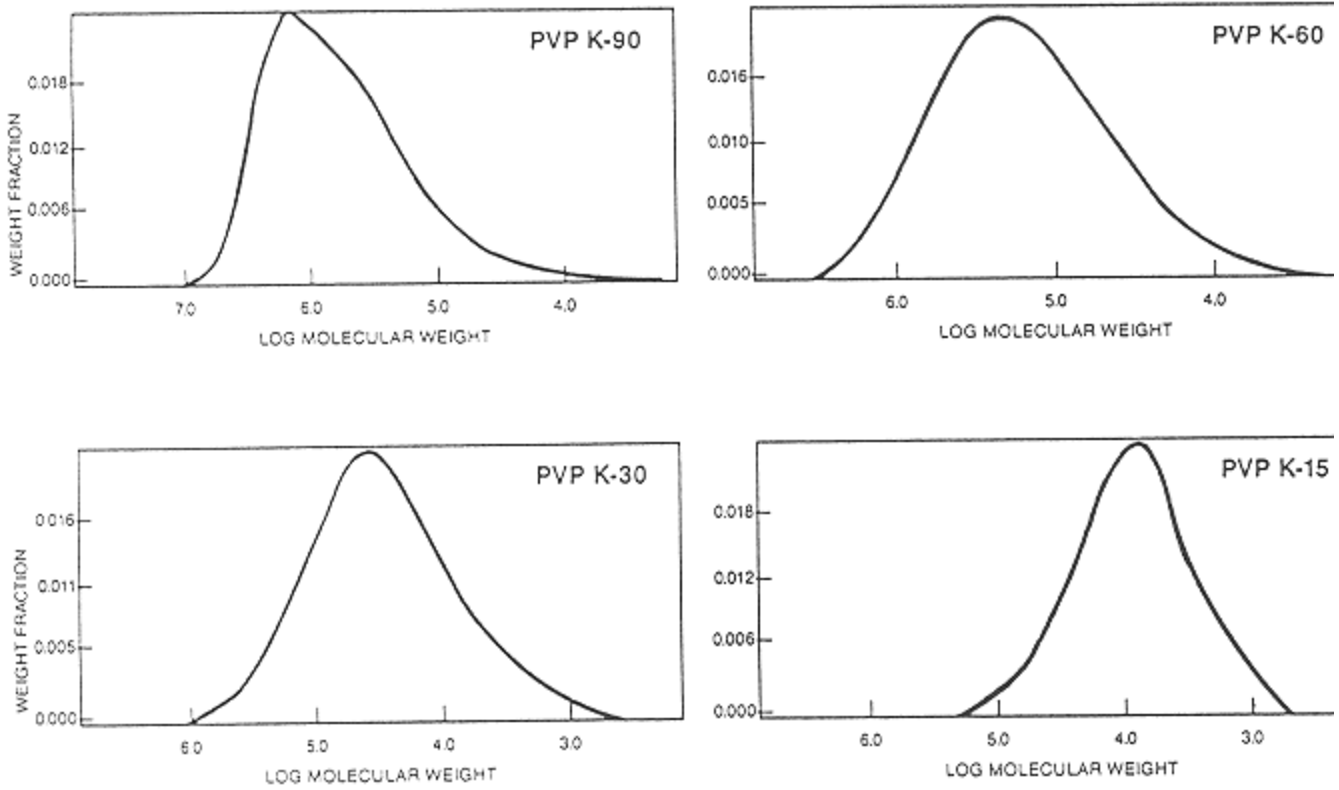 PVP K-90
WEIGHT FRACTION
0.018
0.012
0.006
0.000
7.0 6.0 5.0 4.0
LOG MOLECULAR WEIGHT
PVP K-60
0.016
0.010
0.005
0.000
6.0 5.0 4.0
LOG MOLECULAR WEIGHT
PVP K-30
WEIGHT FRACTION
0.016
0.011
0.005
0.000
6.0 5.0 4.0 3.0
LOG MOLECULAR WEIGHT
PVP K-15
0.018
0.012
0.006
0.000
6.0 5.0 4.0 3.0
LOG MOLECULAR WEIGHT